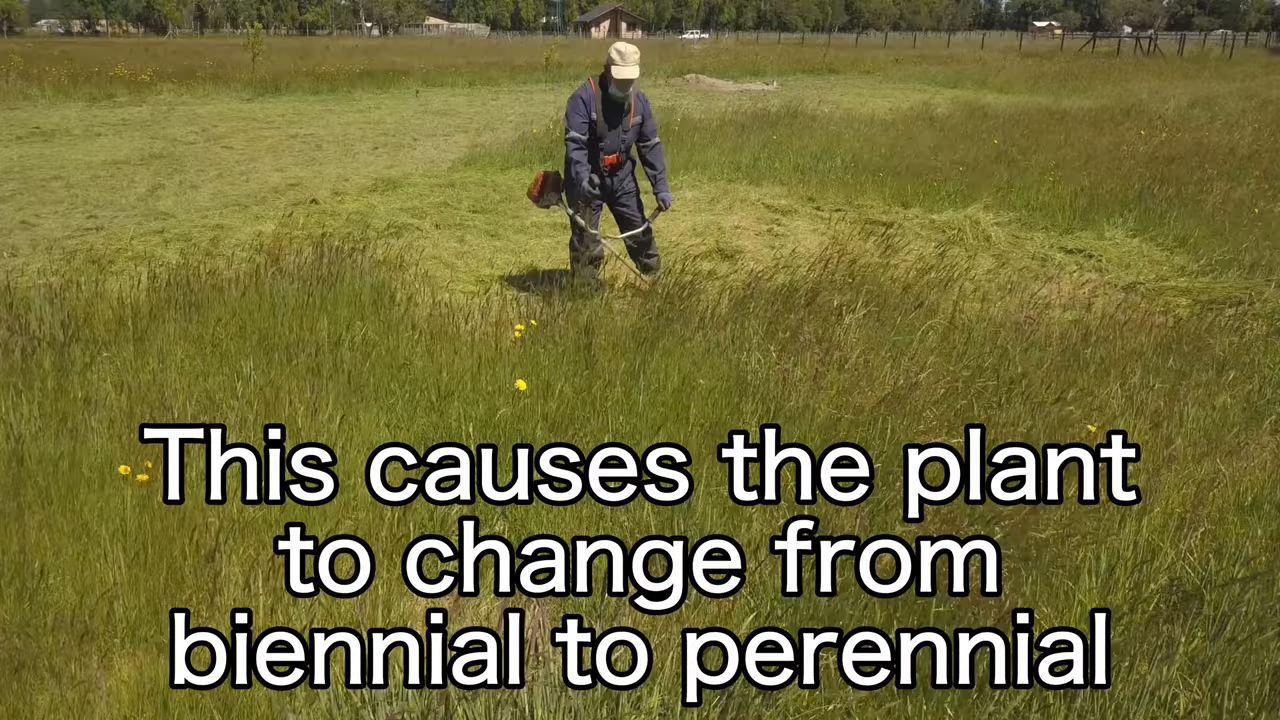 This causes the plant
to change from
biennial to perennial